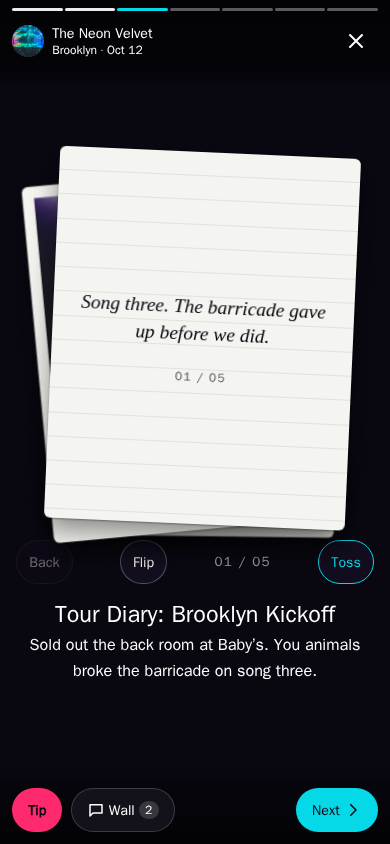 The Neon Velvet
Brooklyn · Oct 12
Song three. The barricade gave
up before we did.
01 / 05
Back
Flip
01 / 05
Toss
Tour Diary: Brooklyn Kickoff
Sold out the back room at Baby's. You animals
broke the barricade on song three.
Tip
Wall 2
Next